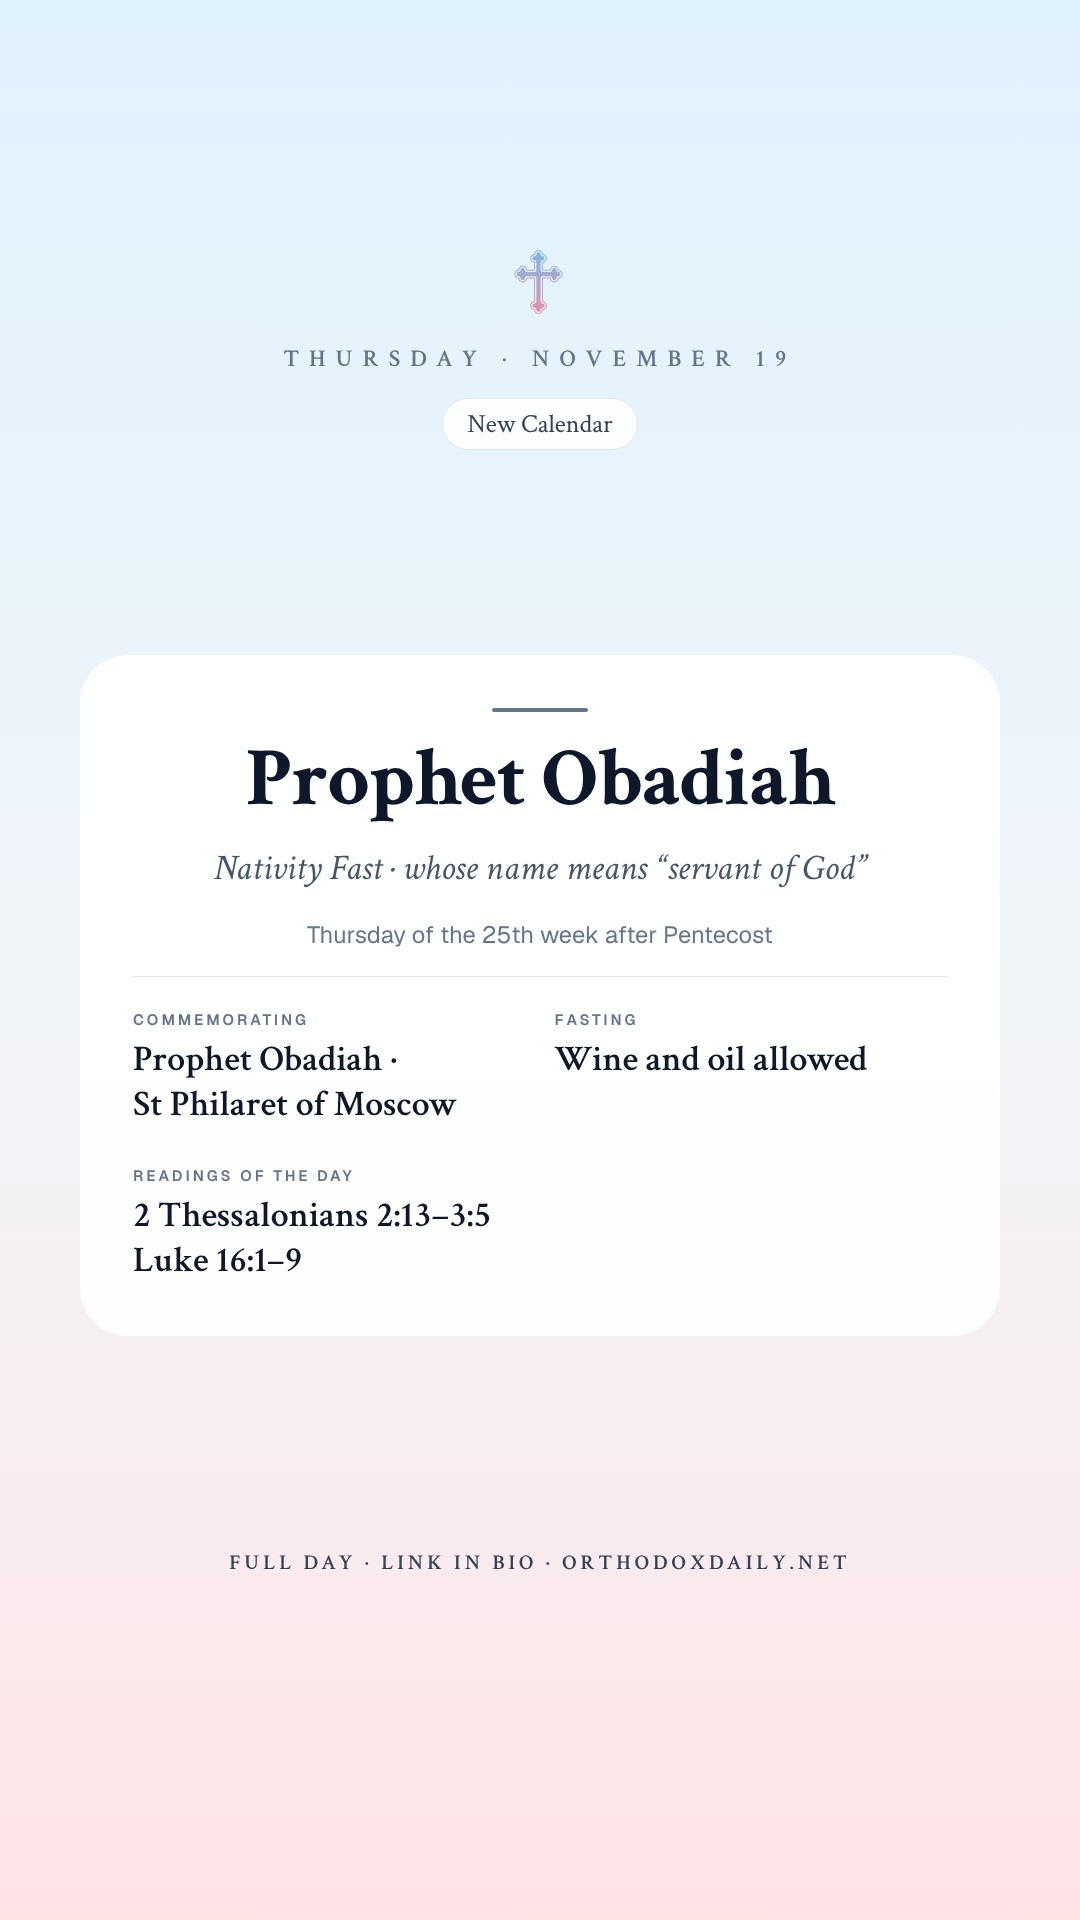 THURSDAY · NOVEMBER 19
New Calendar
Prophet Obadiah
Nativity Fast · whose name means “servant of God”
Thursday of the 25th week after Pentecost
COMMEMORATING
Prophet Obadiah ·
St Philaret of Moscow
FASTING
Wine and oil allowed
READINGS OF THE DAY
2 Thessalonians 2:13–3:5
Luke 16:1–9
FULL DAY · LINK IN BIO · ORTHODOXDAILY.NET